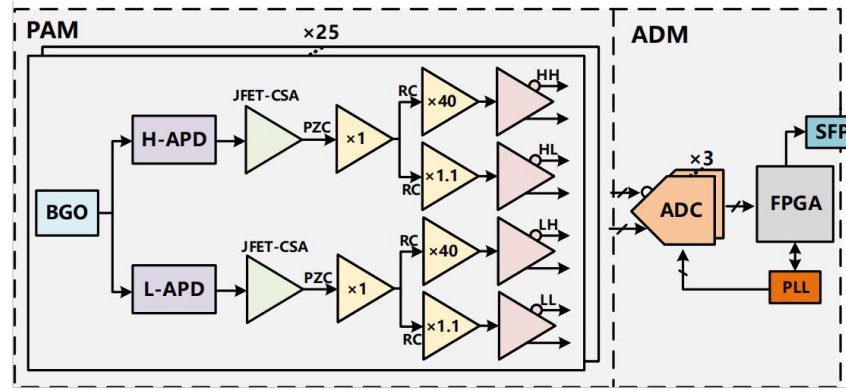 PAM
×25
ADM
JFET-CSA
H-APD
PZC
×1
RC
×40
HH
RC
×1.1
HL
BGO
JFET-CSA
L-APD
PZC
×1
RC
×40
LH
RC
×1.1
LL
×3
ADC
FPGA
SFP
PLL